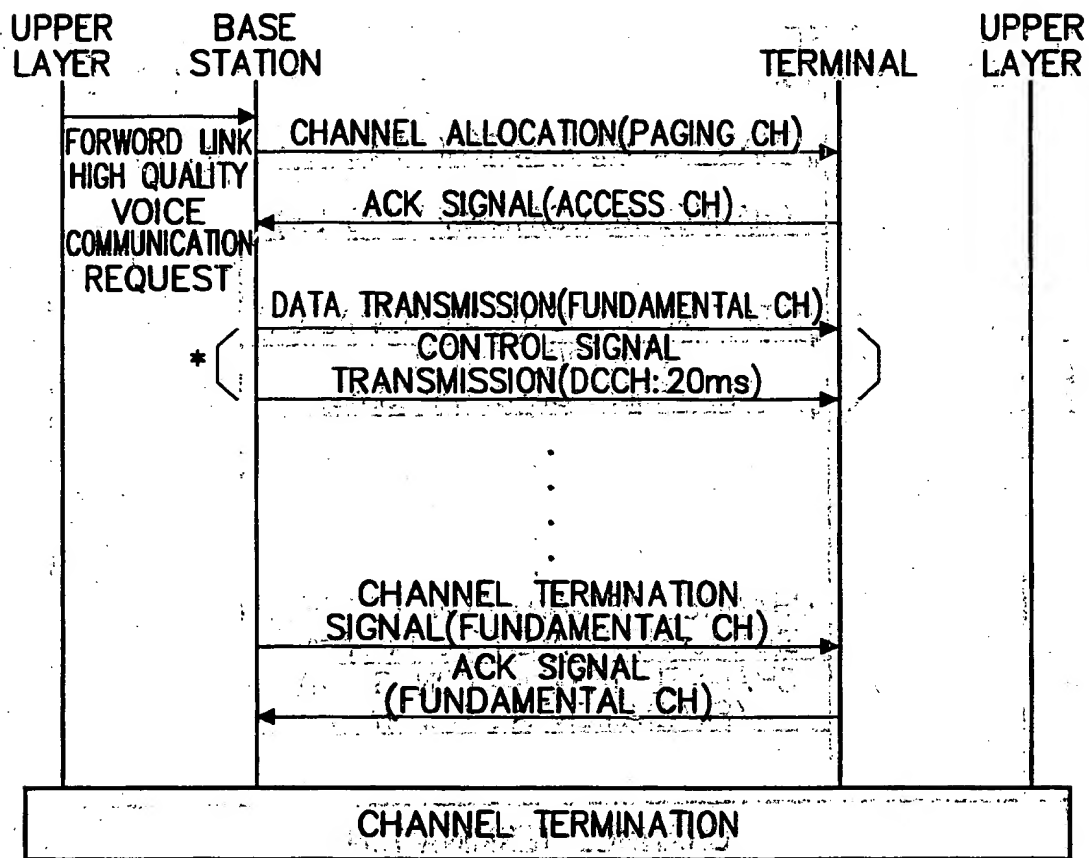 UPPER
LAYER
BASE
STATION
TERMINAL
UPPER
LAYER
FORWORD LINK
HIGH QUALITY
VOICE
COMMUNICATION
REQUEST
CHANNEL ALLOCATION(PAGING CH)
ACK SIGNAL(ACCESS CH)
DATA TRANSMISSION(FUNDAMENTAL CH)
*
CONTROL SIGNAL
TRANSMISSION(DCCH:20ms)
CHANNEL TERMINATION
SIGNAL(FUNDAMENTAL CH)
ACK SIGNAL
(FUNDAMENTAL CH)
CHANNEL TERMINATION